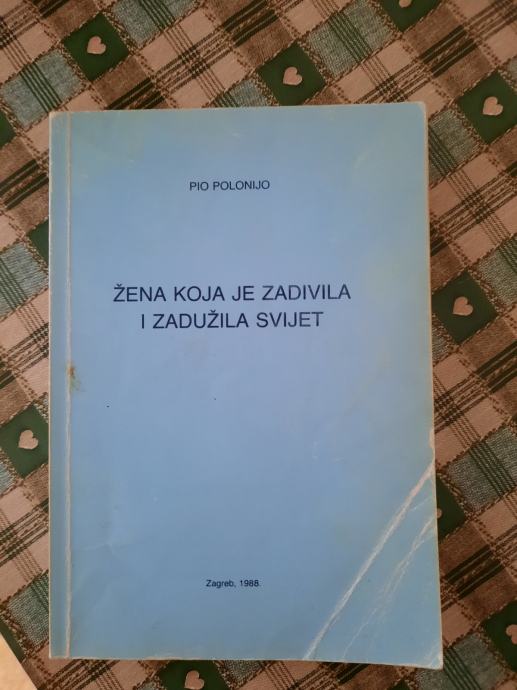 PIO POLONIJO
ŽENA KOJA JE ZADIVILA
I ZADUŽILA SVIJET
Zagreb, 1988.